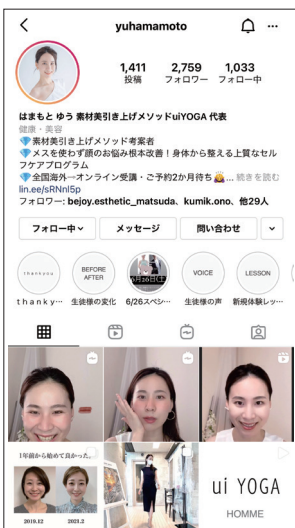 yuhamamoto
1,411 2,759 1,033
投稿 フォロワー フォロー中
はまもと ゆう 素材美引き上げメソッドuiYOGA 代表
健康・美容
💎素材美引き上げメソッド考案者
💎メスを使わず顔のお悩み根本改善！身体から整える上質なセル
フケアプログラム
💎全国海外→オンライン受講・ご予約2か月待ち🙇... 続きを読む
lin.ee/sRNnl5p
フォロワー: bejoy.esthetic_matsuda、kumik.ono、他29人
フォロー中 メッセージ 問い合わせ
thankyou BEFORE AFTER 6月26日(土) VOICE LESSON
thanky… 生徒様の変化 6/26スペシ… 生徒様の声 新規体験レッ…
1年前から始めて良かった。
2019.12 2021.2
ui YOGA
HOMME